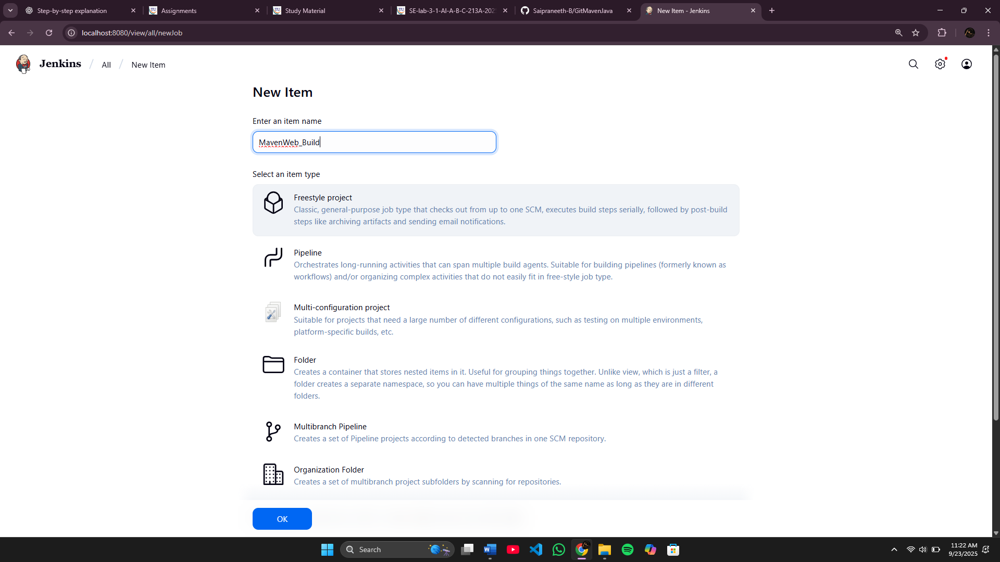 Step-by-step explanation
Assignments
Study Material
SE-lab-3-1-AI-A-B-C-213A-202
Saipraneeth-B/GitMavenJava
New Item - Jenkins
localhost:8080/view/all/newJob
Jenkins / All / New Item
New Item
Enter an item name
MavenWeb_Build
Select an item type
Freestyle project
Classic, general-purpose job type that checks out from up to one SCM, executes build steps serially, followed by post-build
steps like archiving artifacts and sending email notifications.
Pipeline
Orchestrates long-running activities that can span multiple build agents. Suitable for building pipelines (formerly known as
workflows) and/or organizing complex activities that do not easily fit in free-style job type.
Multi-configuration project
Suitable for projects that need a large number of different configurations, such as testing on multiple environments,
platform-specific builds, etc.
Folder
Creates a container that stores nested items in it. Useful for grouping things together. Unlike view, which is just a filter, a
folder creates a separate namespace, so you can have multiple things of the same name as long as they are in different
folders.
Multibranch Pipeline
Creates a set of Pipeline projects according to detected branches in one SCM repository.
Organization Folder
Creates a set of multibranch project subfolders by scanning for repositories.
OK
Search
11:22 AM
9/23/2025